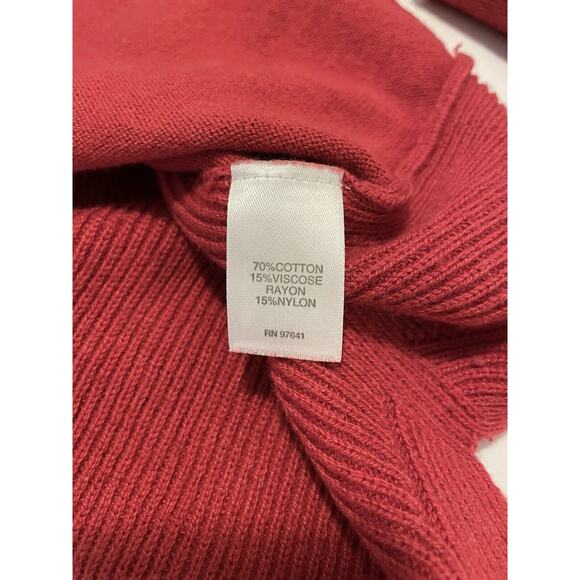 70%COTTON
15%VISCOSE
RAYON
15%NYLON
RN 97641